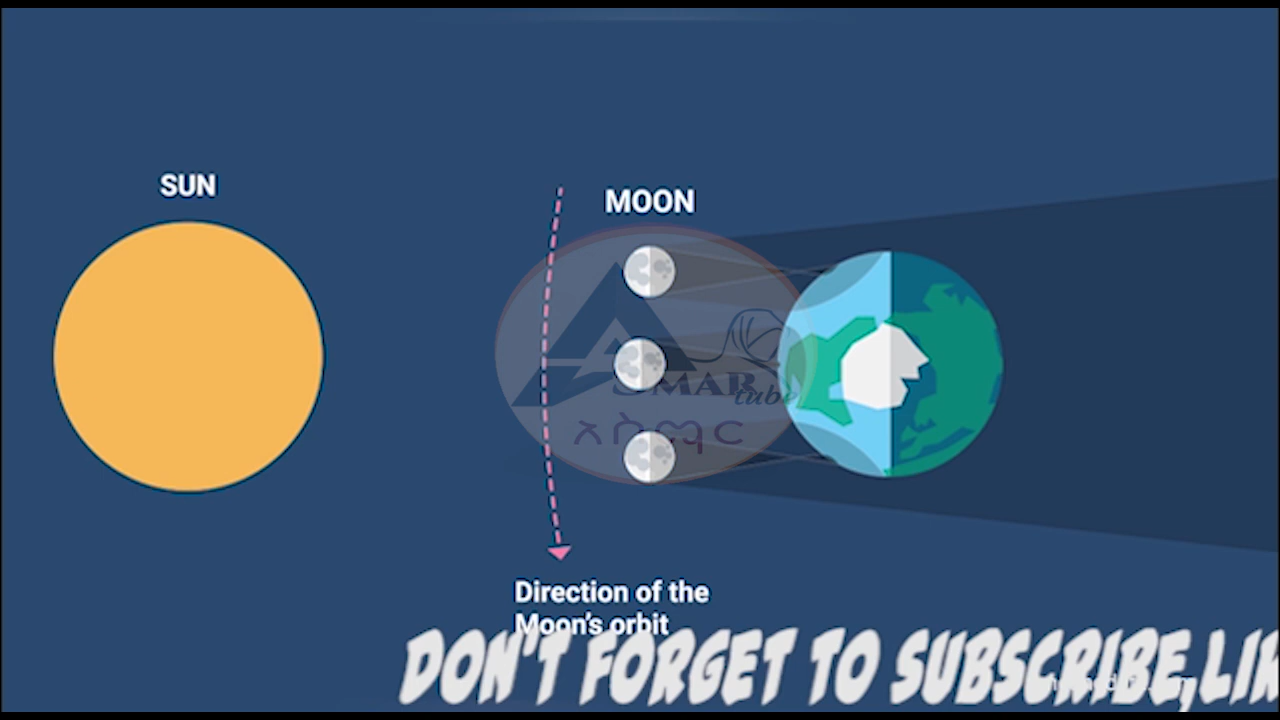 SUN
MOON
SMAR
tube
አስማር
Direction of the
Moon's orbit
DON'T FORGET TO SUBSCRIBE,LIK